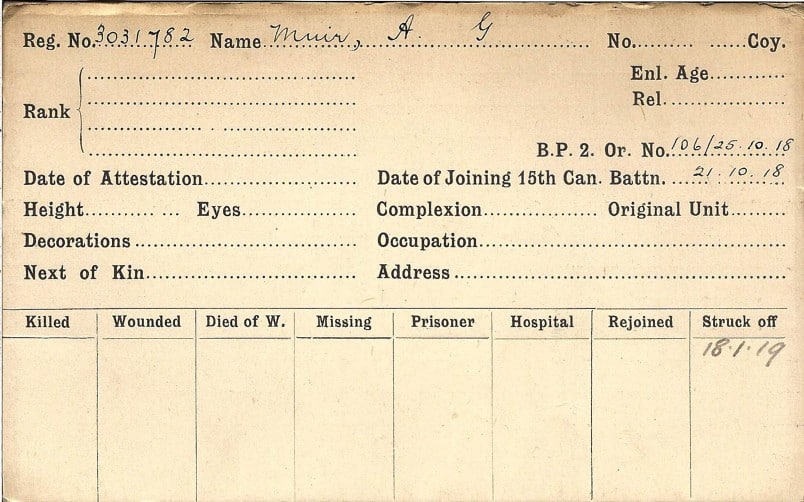 Reg. No. 3031782 Name Muir, A G No. Coy.
Enl. Age
Rel.
Rank
B.P. 2. Or. No. 106/25.10.18
Date of Attestation Date of Joining 15th Can. Battn. 21.10.18
Height Eyes Complexion Original Unit
Decorations Occupation
Next of Kin Address
Killed Wounded Died of W. Missing Prisoner Hospital Rejoined Struck off
18.1.19